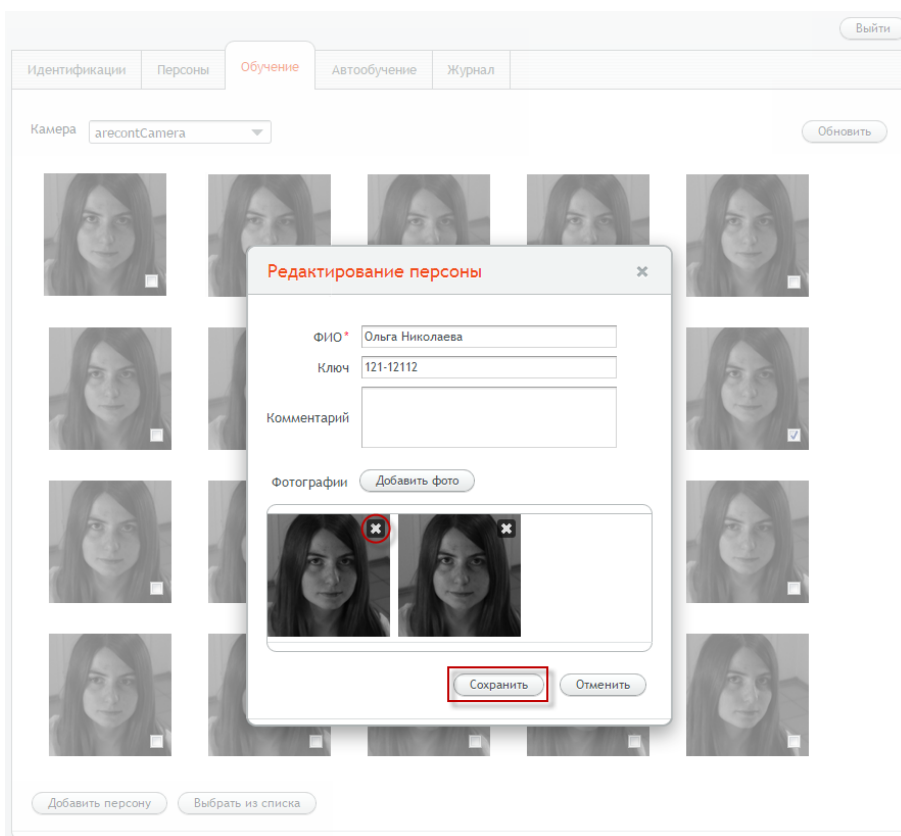 Выйти
Идентификации Персоны Обучение Автообучение Журнал
Камера arecontCamera Обновить
Редактирование персоны
ФИО* Ольга Николаева
Ключ 121-12112
Комментарий
Фотографии Добавить фото
Сохранить Отменить
Добавить персону Выбрать из списка